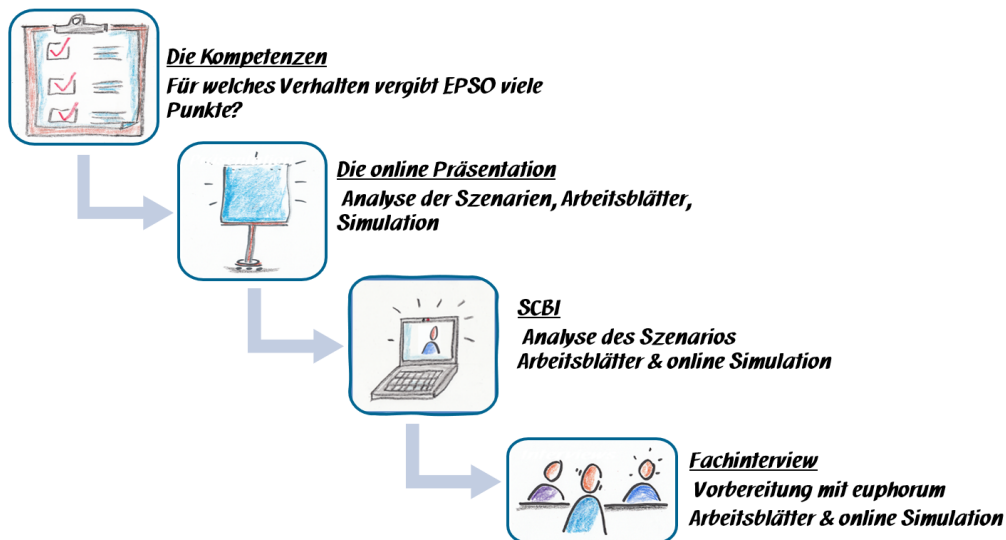 Die Kompetenzen
Für welches Verhalten vergibt EPSO viele
Punkte?
Die online Präsentation
Analyse der Szenarien, Arbeitsblätter,
Simulation
SCBI
Analyse des Szenarios
Arbeitsblätter & online Simulation
Fachinterview
Vorbereitung mit euphorum
Arbeitsblätter & online Simulation